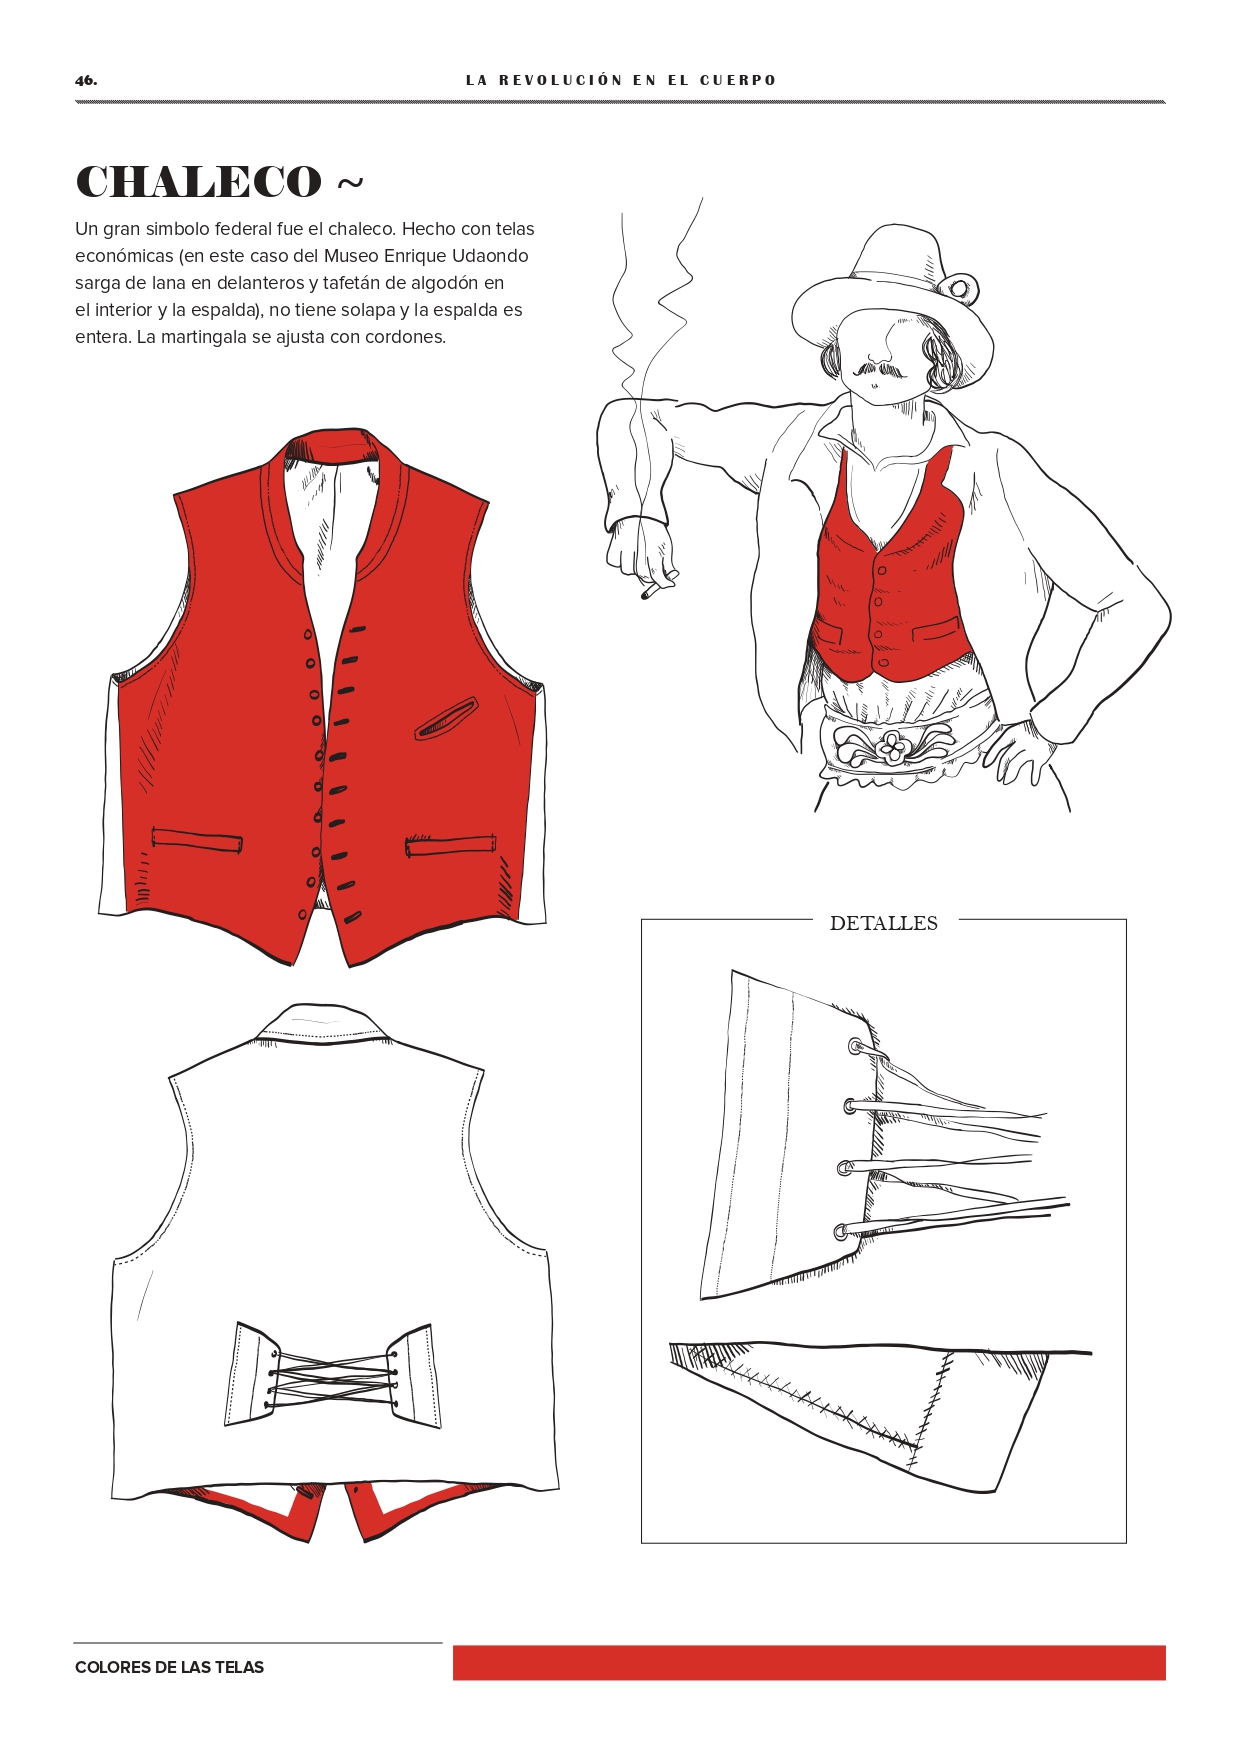 46.
LA REVOLUCIÓN EN EL CUERPO
CHALECO ~
Un gran simbolo federal fue el chaleco. Hecho con telas
económicas (en este caso del Museo Enrique Udaondo
sarga de lana en delanteros y tafetán de algodón en
el interior y la espalda), no tiene solapa y la espalda es
entera. La martingala se ajusta con cordones.
DETALLES
COLORES DE LAS TELAS